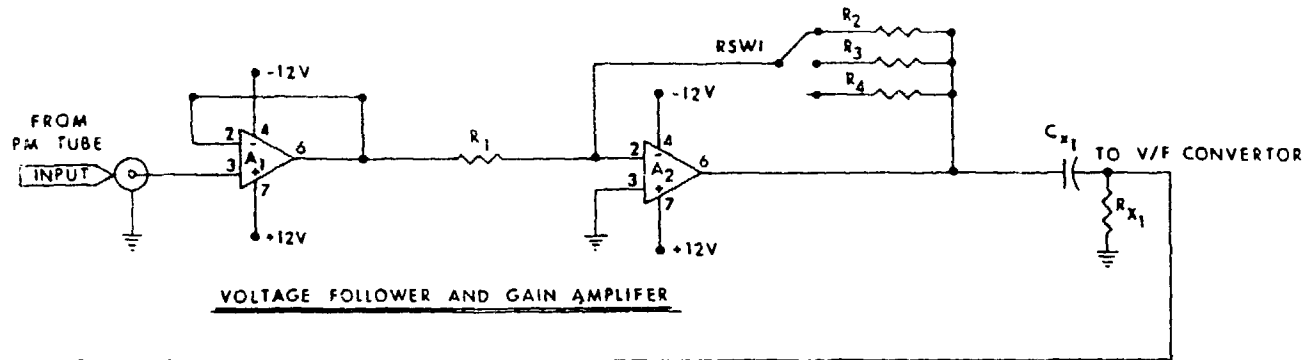 FROM
PM TUBE
INPUT
-12V
2
-
4
A1
6
3
+
7
+12V
R1
RSW1
R2
R3
R4
-12V
2
-
4
A2
6
3
+
7
+12V
Cx1
TO V/F CONVERTOR
Rx1
VOLTAGE FOLLOWER AND GAIN AMPLIFER